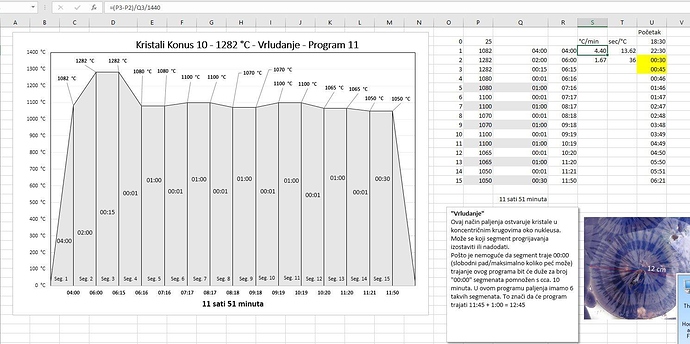 =(P3-P2)/Q3/1440
C D E F G H I J K L M N O P Q R S T U
Kristali Konus 10 - 1282 °C - Vrludanje - Program 11
1400 °C
1300 °C
1200 °C
1100 °C
1000 °C
900 °C
800 °C
700 °C
600 °C
500 °C
400 °C
300 °C
200 °C
100 °C
0 °C
1082 °C 1282 °C 1282 °C 1080 °C 1080 °C 1100 °C 1100 °C 1070 °C 1070 °C 1100 °C 1100 °C 1065 °C 1065 °C 1050 °C 1050 °C
04:00 02:00 00:15 00:01 01:00 00:01 01:00 00:01 01:00 00:01 01:00 00:01 01:00 00:01 00:30
Seg. 1 Seg. 2 Seg. 3 Seg. 4 Seg. 5 Seg. 6 Seg. 7 Seg. 8 Seg. 9 Seg. 10 Seg. 11 Seg. 12 Seg. 13 Seg. 14 Seg. 15
04:00 06:00 06:15 06:16 07:16 07:17 08:17 08:18 09:18 09:19 10:19 10:20 11:20 11:21 11:50
11 sati 51 minuta
Početak
0 25 °C/min sec/°C 18:30
1 1082 04:00 04:00 4.40 13.62 22:30
2 1282 02:00 06:00 1.67 36 00:30
3 1282 00:15 06:15 00:45
4 1080 00:01 06:16 00:46
5 1080 01:00 07:16 01:46
6 1100 00:01 07:17 01:47
7 1100 01:00 08:17 02:47
8 1070 00:01 08:18 02:48
9 1070 01:00 09:18 03:48
10 1100 00:01 09:19 03:49
11 1100 01:00 10:19 04:49
12 1065 00:01 10:20 04:50
13 1065 01:00 11:20 05:50
14 1050 00:01 11:21 05:51
15 1050 00:30 11:50 06:21
11 sati 51 minuta
"Vrludanje"
Ovaj način paljenja ostvaruje kristale u
koncentričnim krugovima oko nukleusa.
Može se koji segment progrijavanja
izostaviti ili nadodati.
Pošto je nemoguće da segment traje 00:00
(slobodni pad/maksimalno koliko peć može)
trajanje ovog programa bit će duže za broj
"00:00" segmenata pomnožen s cca. 10
minuta. U ovom programu paljenja imamo 6
takvih segmenata. To znači da će program
trajati 11:45 + 1:00 = 12:45
12 cm
Th
Hor
a
F